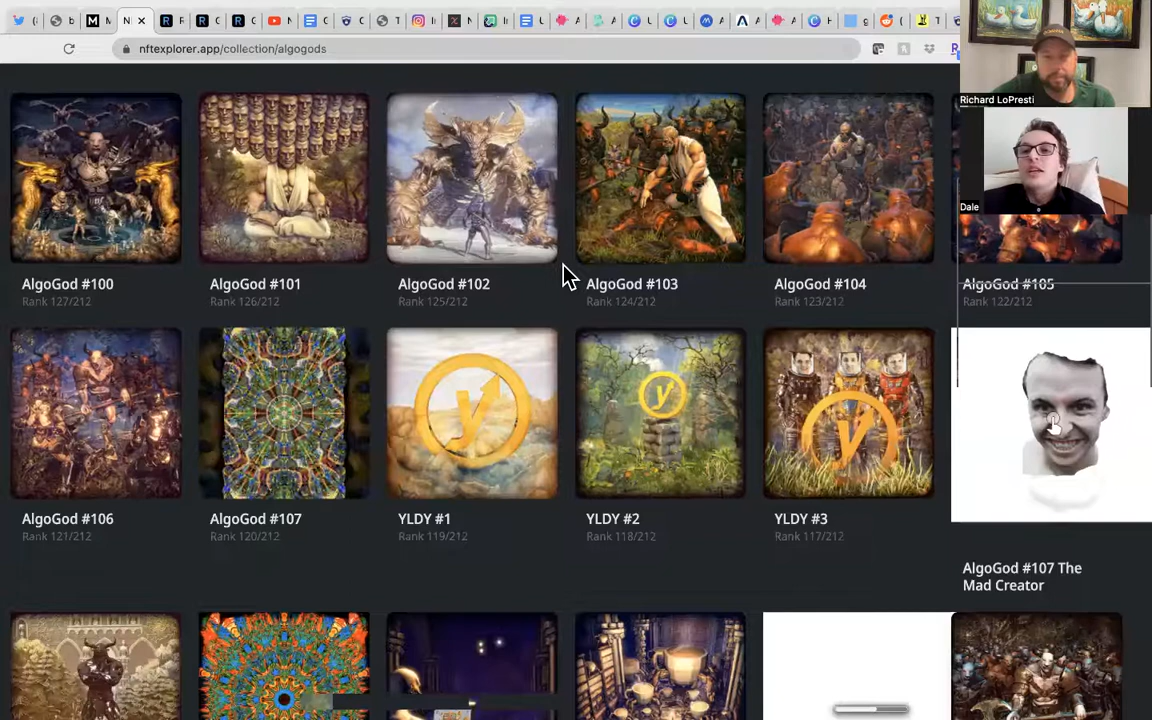 nftexplorer.app/collection/algogods
Richard LoPresti
Dale
AlgoGod #100
Rank 127/212
AlgoGod #101
Rank 126/212
AlgoGod #102
Rank 125/212
AlgoGod #103
Rank 124/212
AlgoGod #104
Rank 123/212
AlgoGod #105
Rank 122/212
AlgoGod #106
Rank 121/212
AlgoGod #107
Rank 120/212
YLDY #1
Rank 119/212
YLDY #2
Rank 118/212
YLDY #3
Rank 117/212
AlgoGod #107 The
Mad Creator